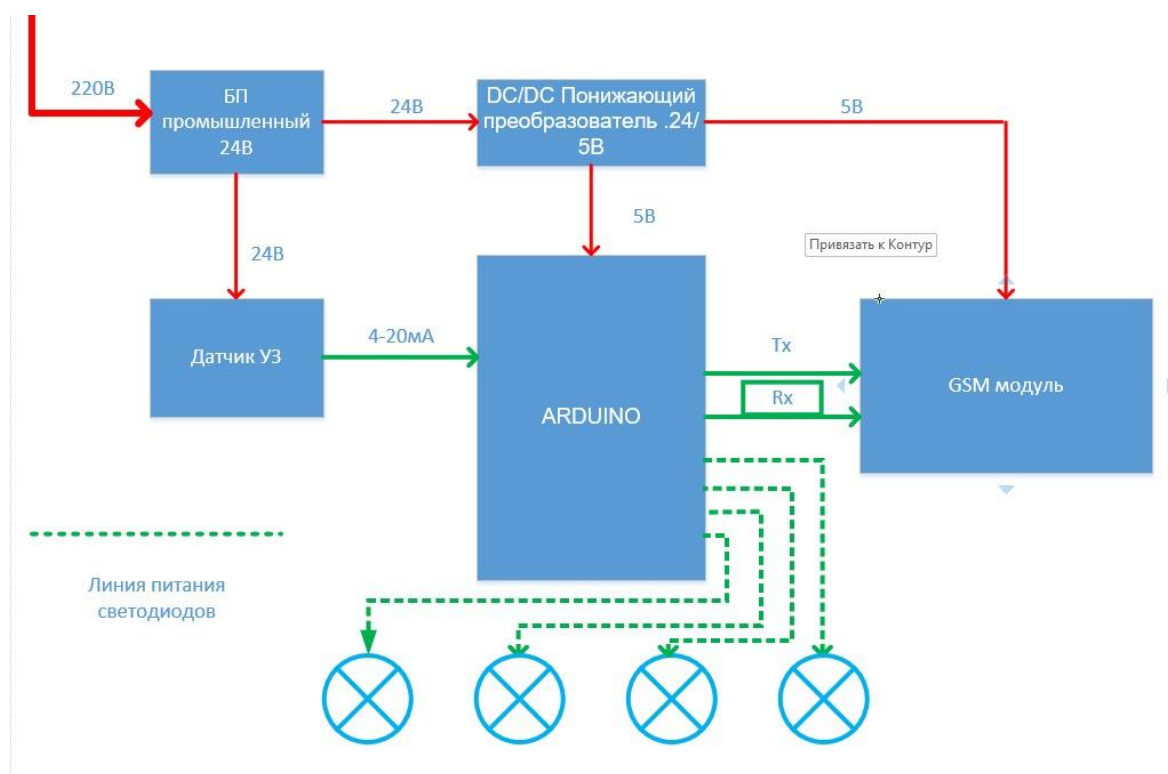 220В
БП
промышленный
24В
24В
DC/DC Понижающий
преобразователь .24/
5В
5В
5В
24В
Привязать к Контур
Датчик УЗ
4-20мА
ARDUINO
Tx
Rx
GSM модуль
Линия питания
светодиодов